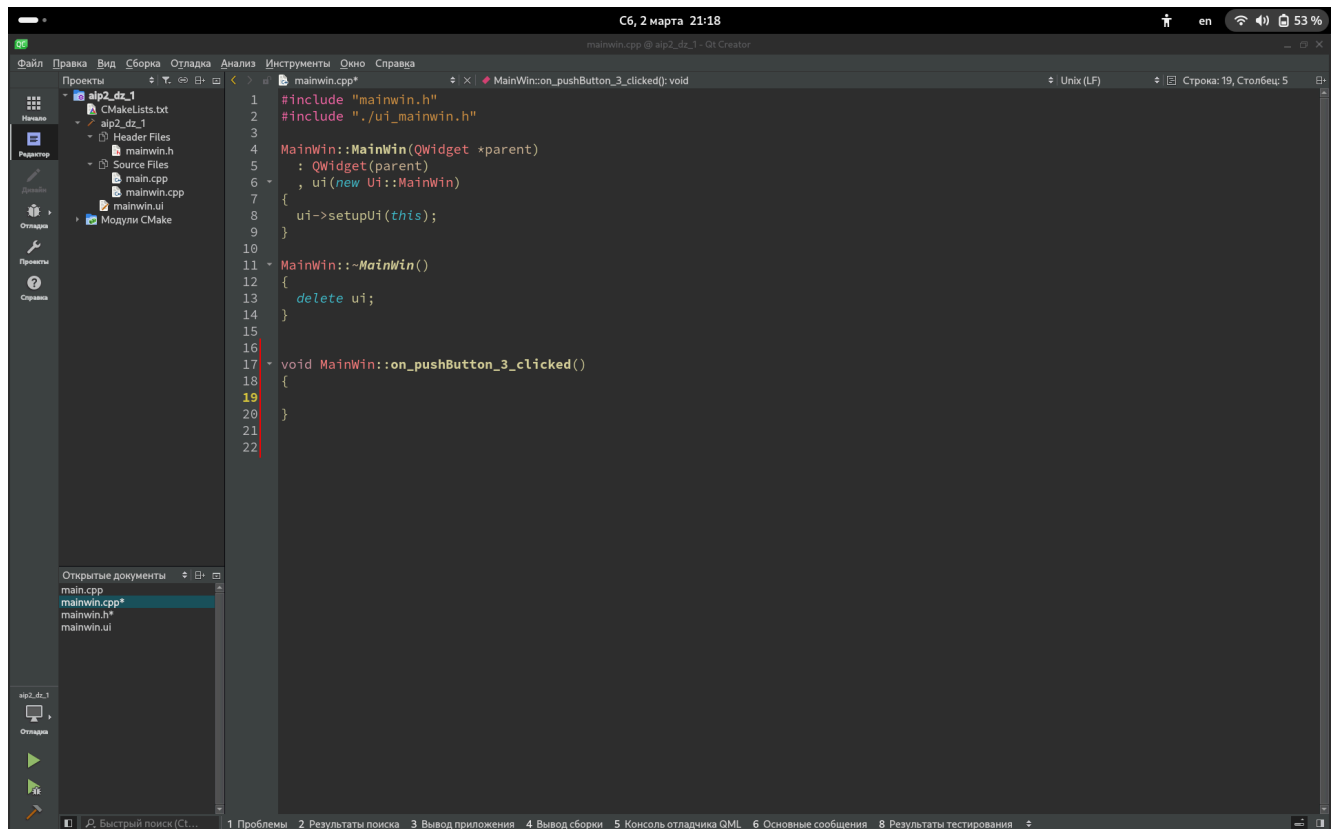 Сб, 2 марта 21:18
en
53 %
QC
mainwin.cpp @ aip2_dz_1 - Qt Creator
Файл Правка Вид Сборка Отладка Анализ Инструменты Окно Справка
Проекты
mainwin.cpp*
MainWin::on_pushButton_3_clicked(): void
Unix (LF)
Строка: 19, Столбец: 5
Начало
Редактор
Дизайн
Отладка
Проекты
Справка
aip2_dz_1
CMakeLists.txt
aip2_dz_1
Header Files
mainwin.h
Source Files
main.cpp
mainwin.cpp
mainwin.ui
Модули CMake
1 #include "mainwin.h"
2 #include "./ui_mainwin.h"
3
4 MainWin::MainWin(QWidget *parent)
5 : QWidget(parent)
6 , ui(new Ui::MainWin)
7 {
8 ui->setupUi(this);
9 }
10
11 MainWin::~MainWin()
12 {
13 delete ui;
14 }
15
16
17 void MainWin::on_pushButton_3_clicked()
18 {
19
20 }
21
22
Открытые документы
main.cpp
mainwin.cpp*
mainwin.h*
mainwin.ui
aip2_dz_1
Отладка
Быстрый поиск (Ct...
1 Проблемы 2 Результаты поиска 3 Вывод приложения 4 Вывод сборки 5 Консоль отладчика QML 6 Основные сообщения 8 Результаты тестирования